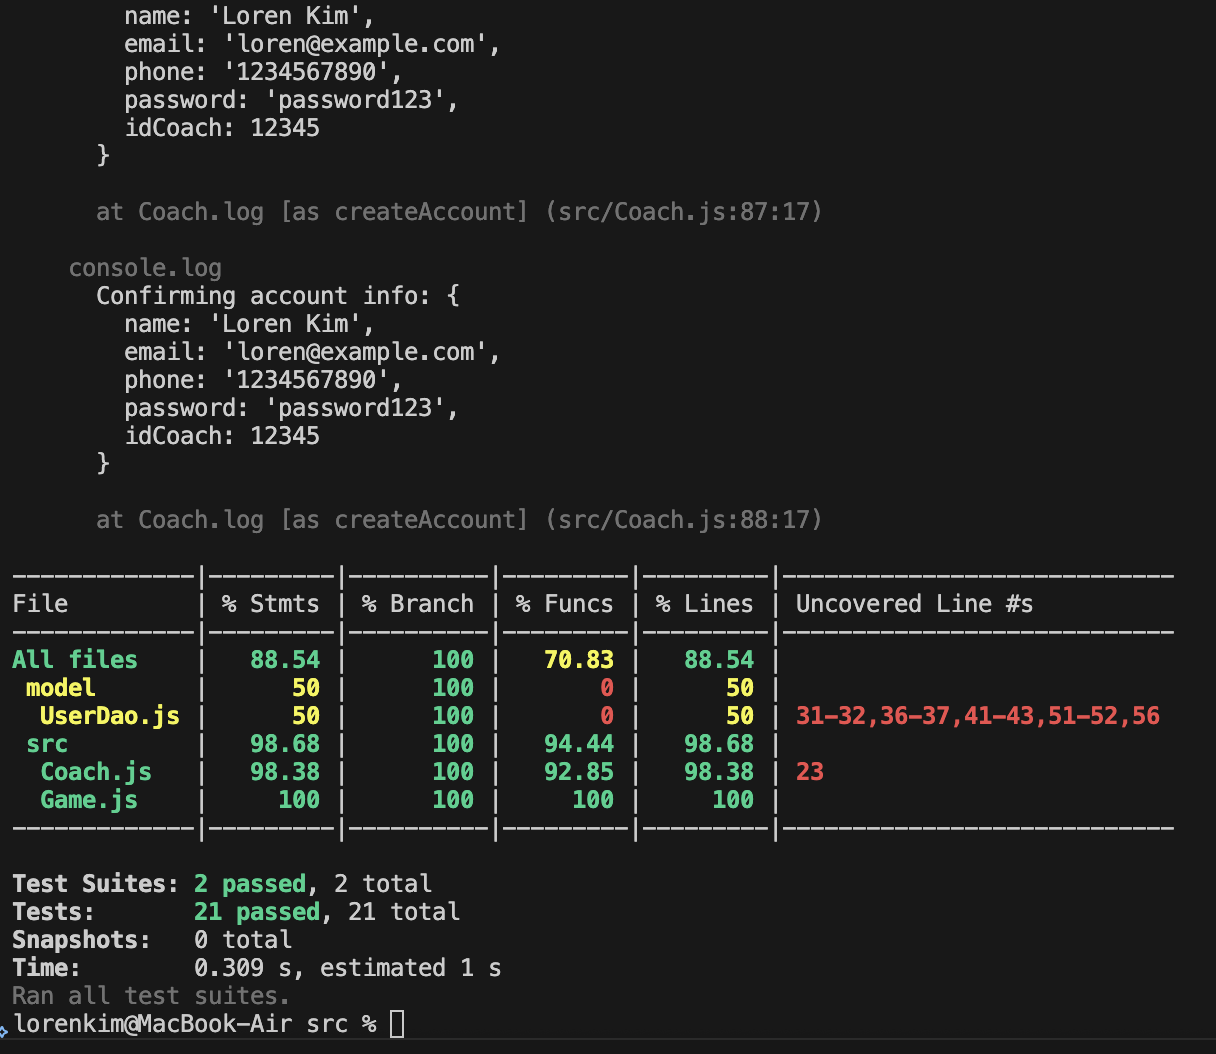 name: 'Loren Kim',
email: 'loren@example.com',
phone: '1234567890',
password: 'password123',
idCoach: 12345
}
at Coach.log [as createAccount] (src/Coach.js:87:17)
console.log
Confirming account info: {
name: 'Loren Kim',
email: 'loren@example.com',
phone: '1234567890',
password: 'password123',
idCoach: 12345
}
at Coach.log [as createAccount] (src/Coach.js:88:17)
-------------|---------|----------|---------|---------|----------------------------
File | % Stmts | % Branch | % Funcs | % Lines | Uncovered Line #s
-------------|---------|----------|---------|---------|----------------------------
All files | 88.54 | 100 | 70.83 | 88.54 |
model | 50 | 100 | 0 | 50 |
UserDao.js | 50 | 100 | 0 | 50 | 31-32,36-37,41-43,51-52,56
src | 98.68 | 100 | 94.44 | 98.68 |
Coach.js | 98.38 | 100 | 92.85 | 98.38 | 23
Game.js | 100 | 100 | 100 | 100 |
-------------|---------|----------|---------|---------|----------------------------
Test Suites: 2 passed, 2 total
Tests: 21 passed, 21 total
Snapshots: 0 total
Time: 0.309 s, estimated 1 s
Ran all test suites.
lorenkim@MacBook-Air src %